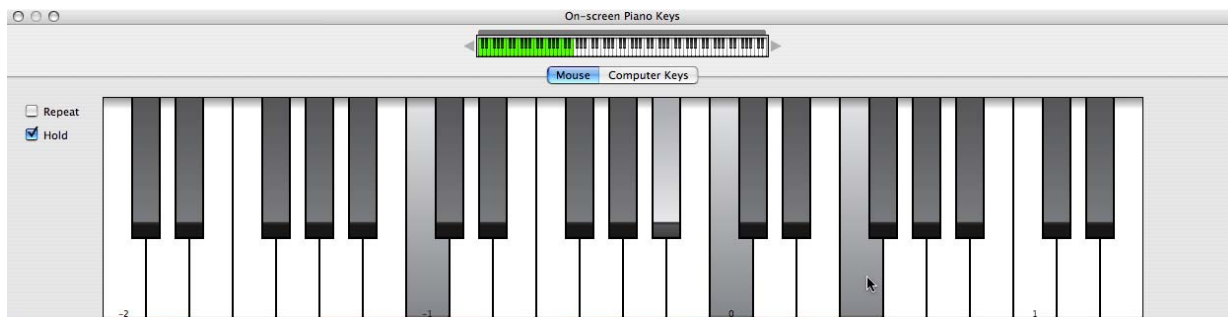 On-screen Piano Keys
Mouse Computer Keys
Repeat
Hold
-2 -1 0 1